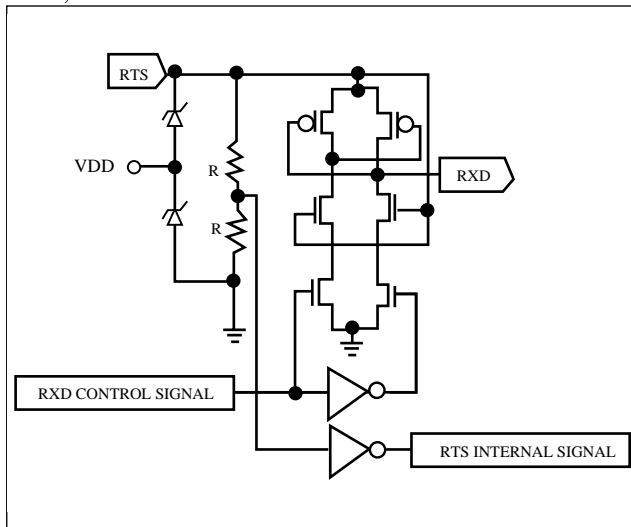 RTS
R
VDD
RXD
R
RXD CONTROL SIGNAL
RTS INTERNAL SIGNAL